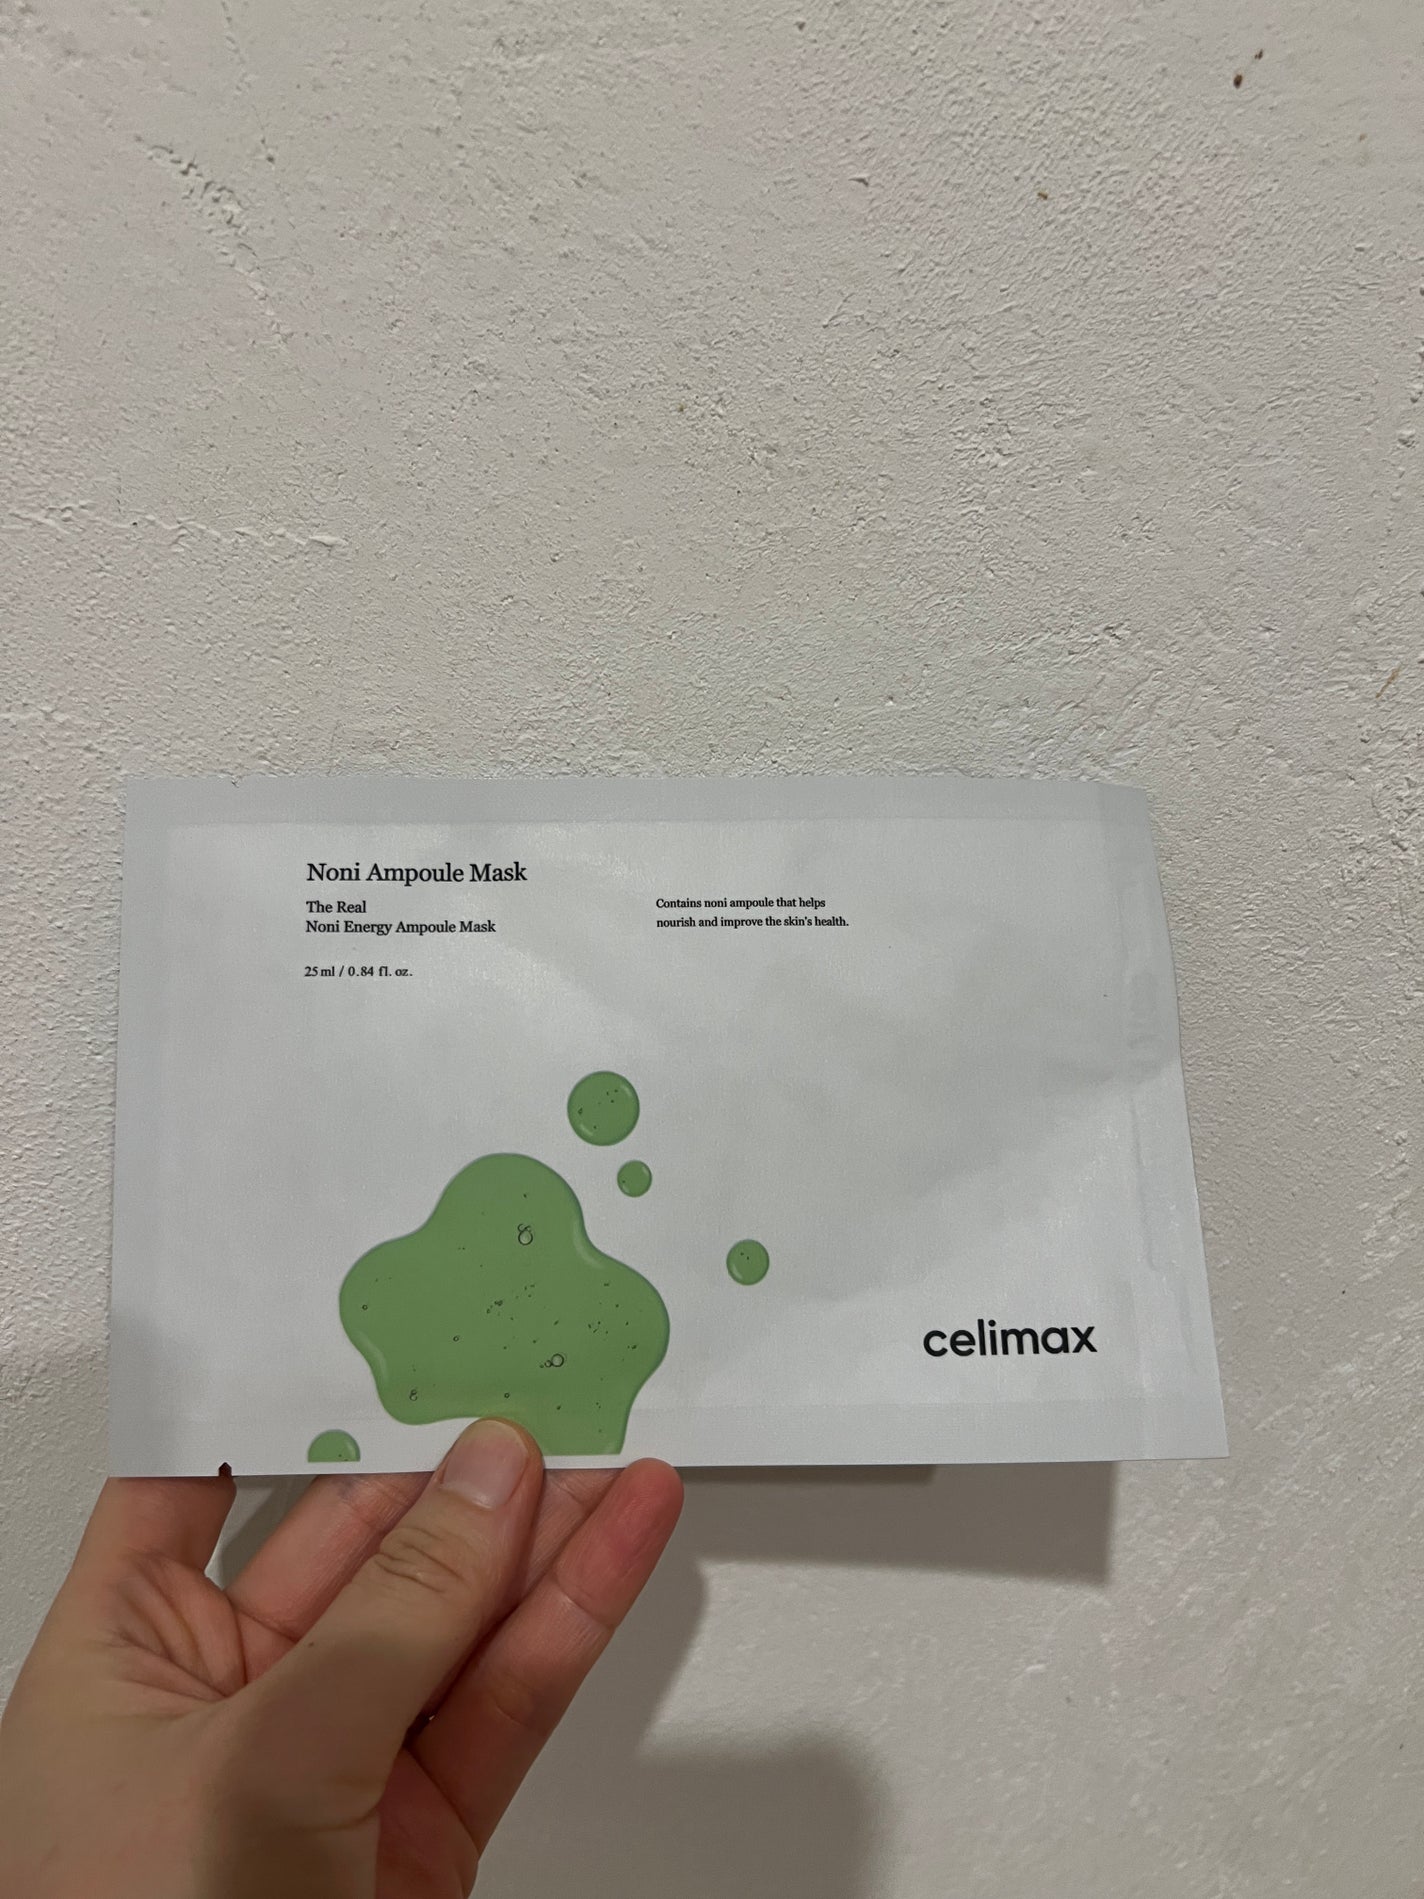 Noni Ampoule Mask
The Real
Noni Energy Ampoule Mask
25 ml / 0.84 fl. oz.
Contains noni ampoule that helps
nourish and improve the skin's health.
celimax